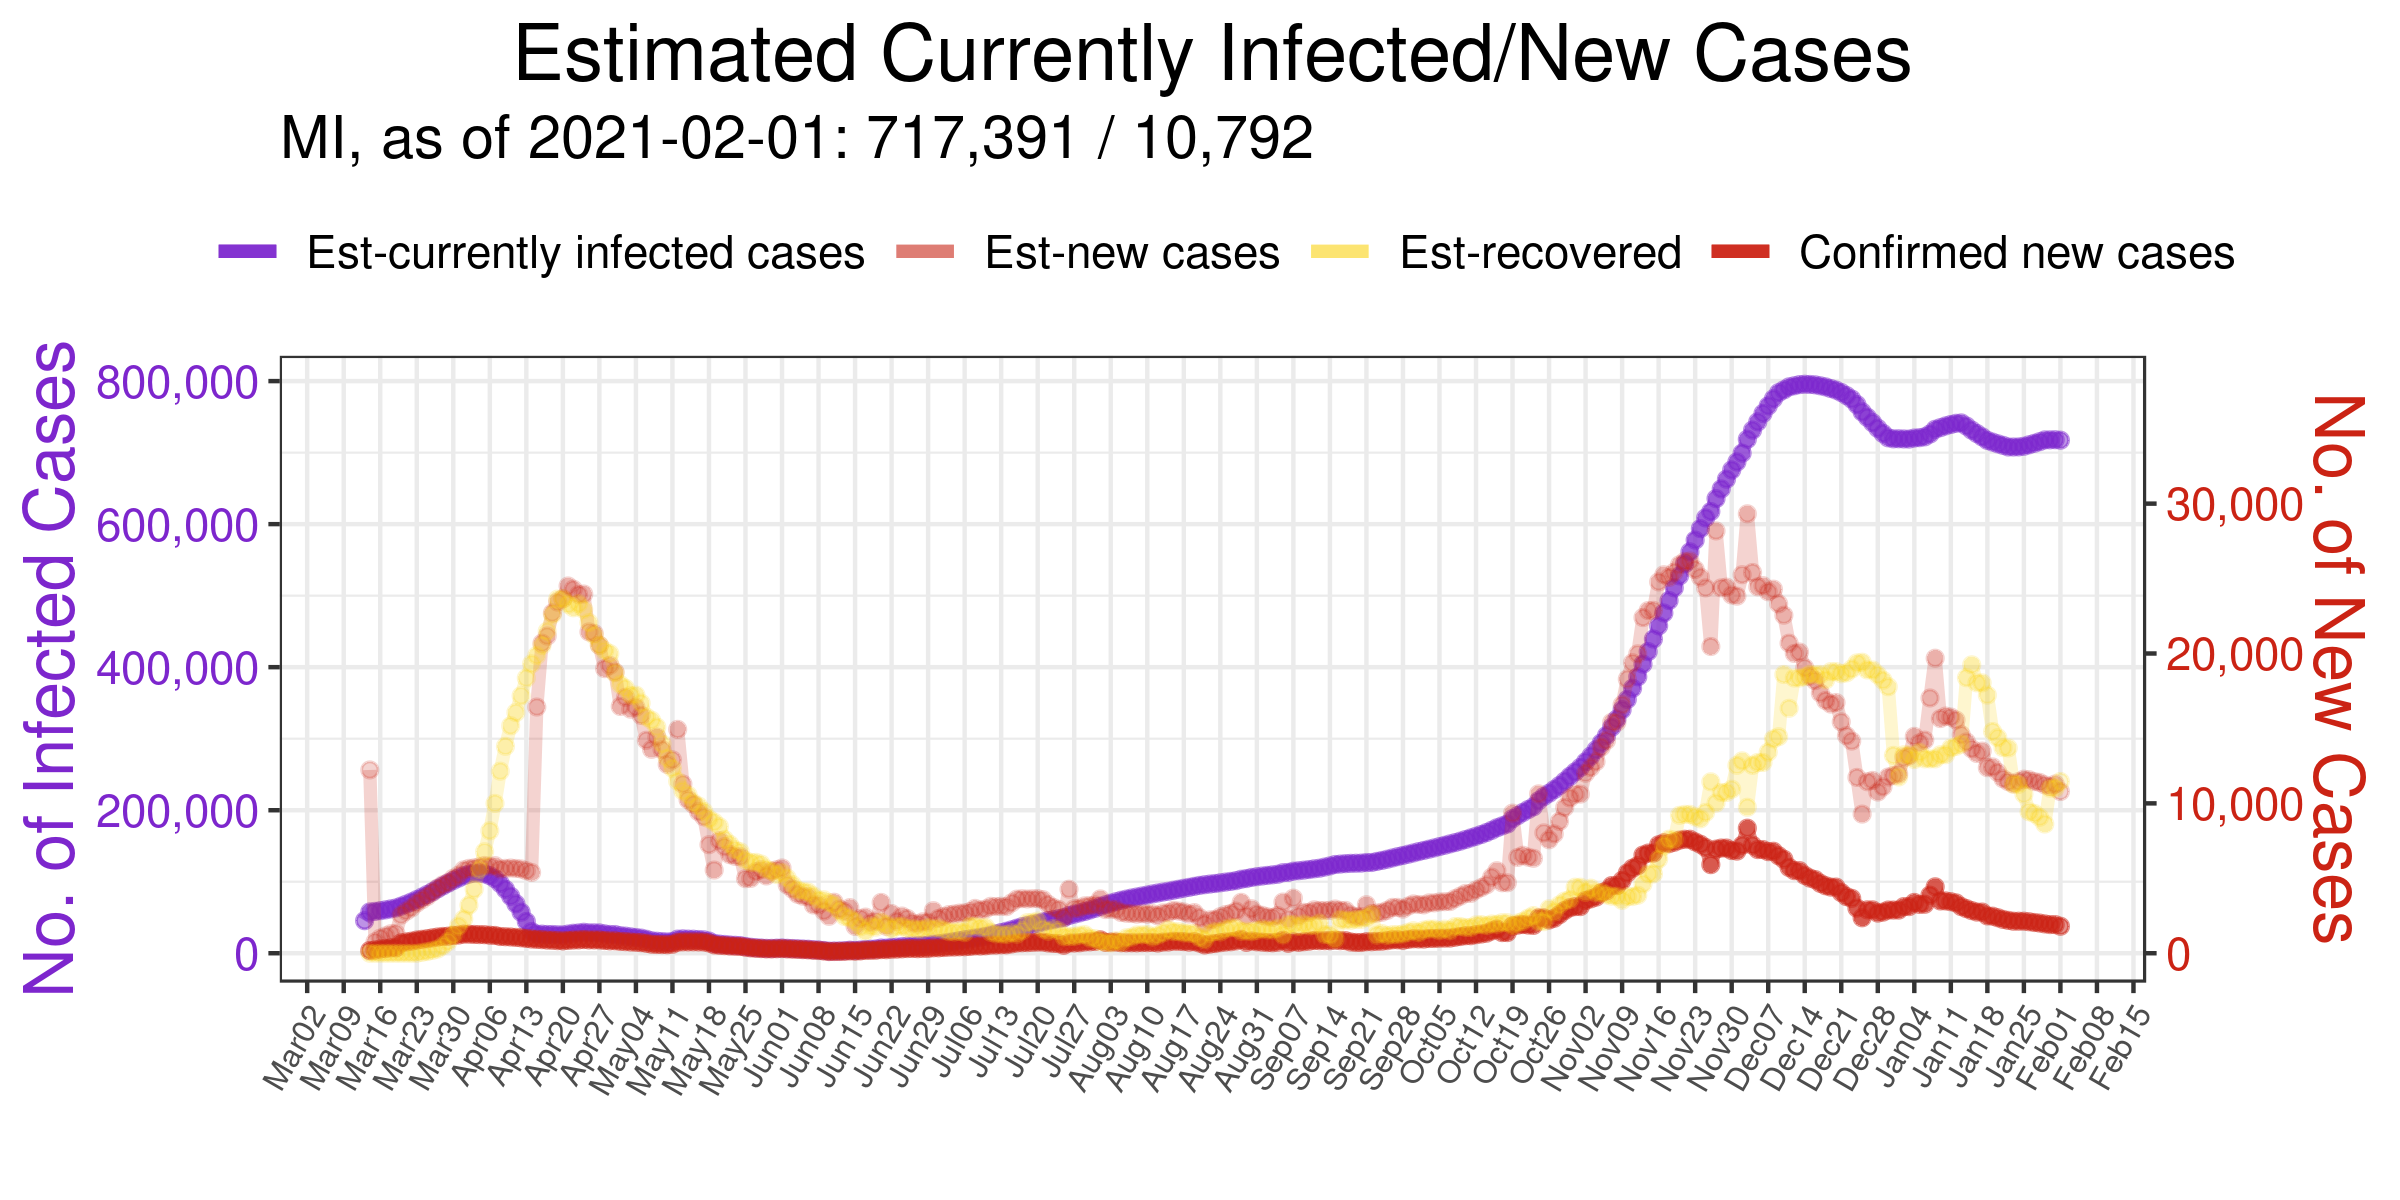 Estimated Currently Infected/New Cases
MI, as of 2021-02-01: 717,391 / 10,792
Est-currently infected cases Est-new cases Est-recovered Confirmed new cases
No. of Infected Cases
800,000
600,000
400,000
200,000
0
30,000
20,000
10,000
0
No. of New Cases
Mar02 Mar09 Mar16 Mar23 Mar30 Apr06 Apr13 Apr20 Apr27 May04 May11 May18 May25 Jun01 Jun08 Jun15 Jun22 Jun29 Jul06 Jul13 Jul20 Jul27 Aug03 Aug10 Aug17 Aug24 Aug31 Sep07 Sep14 Sep21 Sep28 Oct05 Oct12 Oct19 Oct26 Nov02 Nov09 Nov16 Nov23 Nov30 Dec07 Dec14 Dec21 Dec28 Jan04 Jan11 Jan18 Jan25 Feb01 Feb08 Feb15